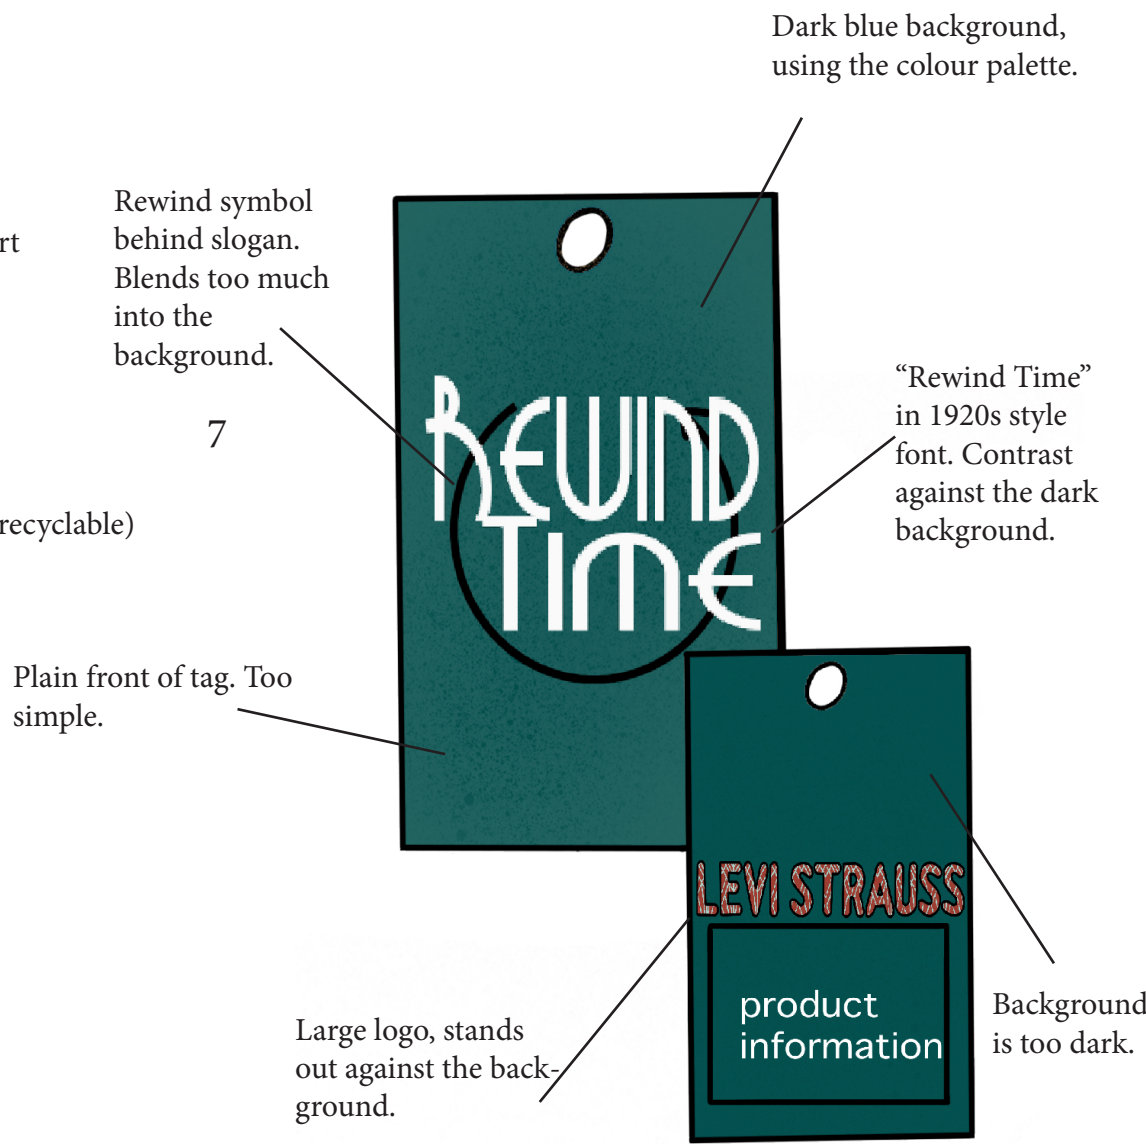 Dark blue background,
using the colour palette.
Rewind symbol
behind slogan.
Blends too much
into the
background.
rt
7
recyclable)
"Rewind Time"
in 1920s style
font. Contrast
against the dark
background.
REWIND
TIME
Plain front of tag. Too
simple.
LEVI STRAUSS
product
information
Large logo, stands
out against the back-
ground.
Background
is too dark.